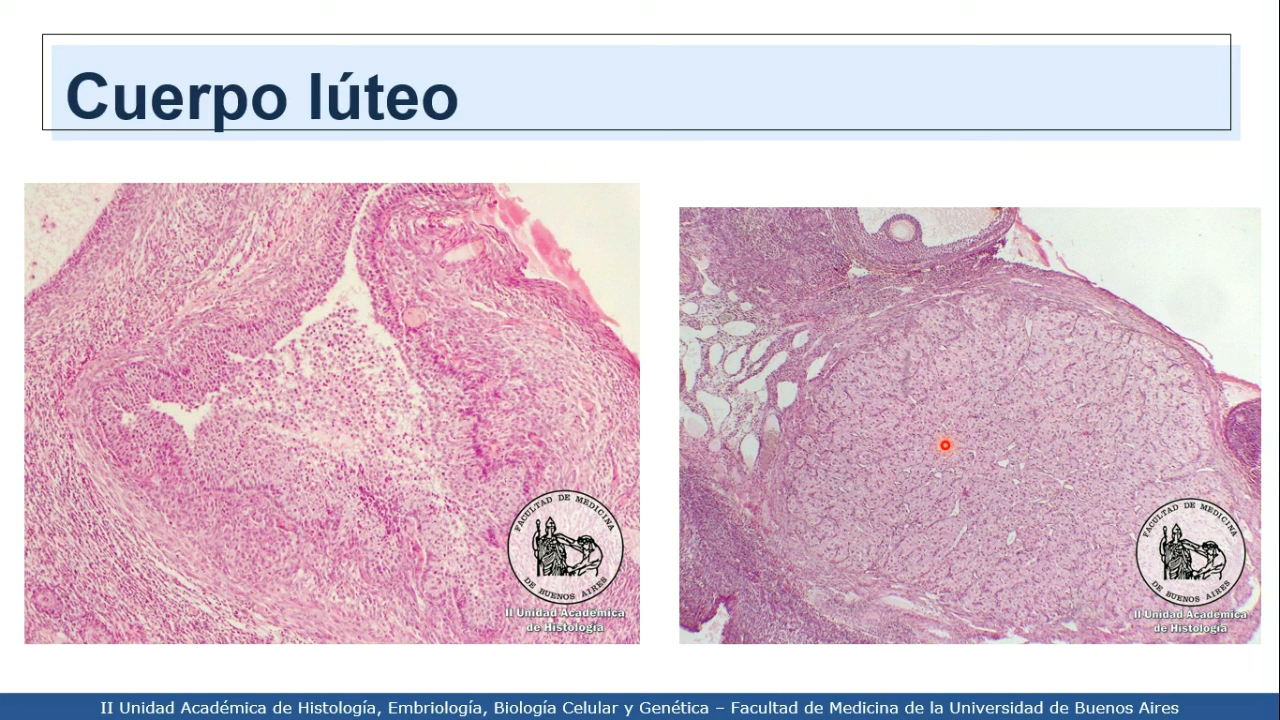 Cuerpo lúteo
FACULTAD DE MEDICINA
DE BUENOS AIRES
II Unidad Académica
de Histología
FACULTAD DE MEDICINA
DE BUENOS AIRES
II Unidad Académica
de Histología
II Unidad Académica de Histología, Embriología, Biología Celular y Genética – Facultad de Medicina de la Universidad de Buenos Aires